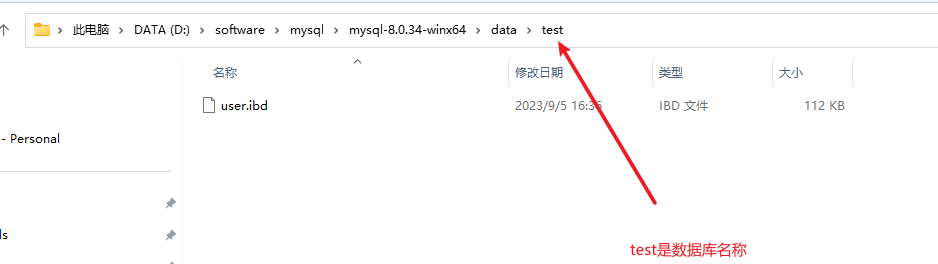 此电脑 DATA (D:) software mysql mysql-8.0.34-winx64 data test
名称 修改日期 类型 大小
user.ibd 2023/9/5 16:36 IBD 文件 112 KB
- Personal
ls
test是数据库名称